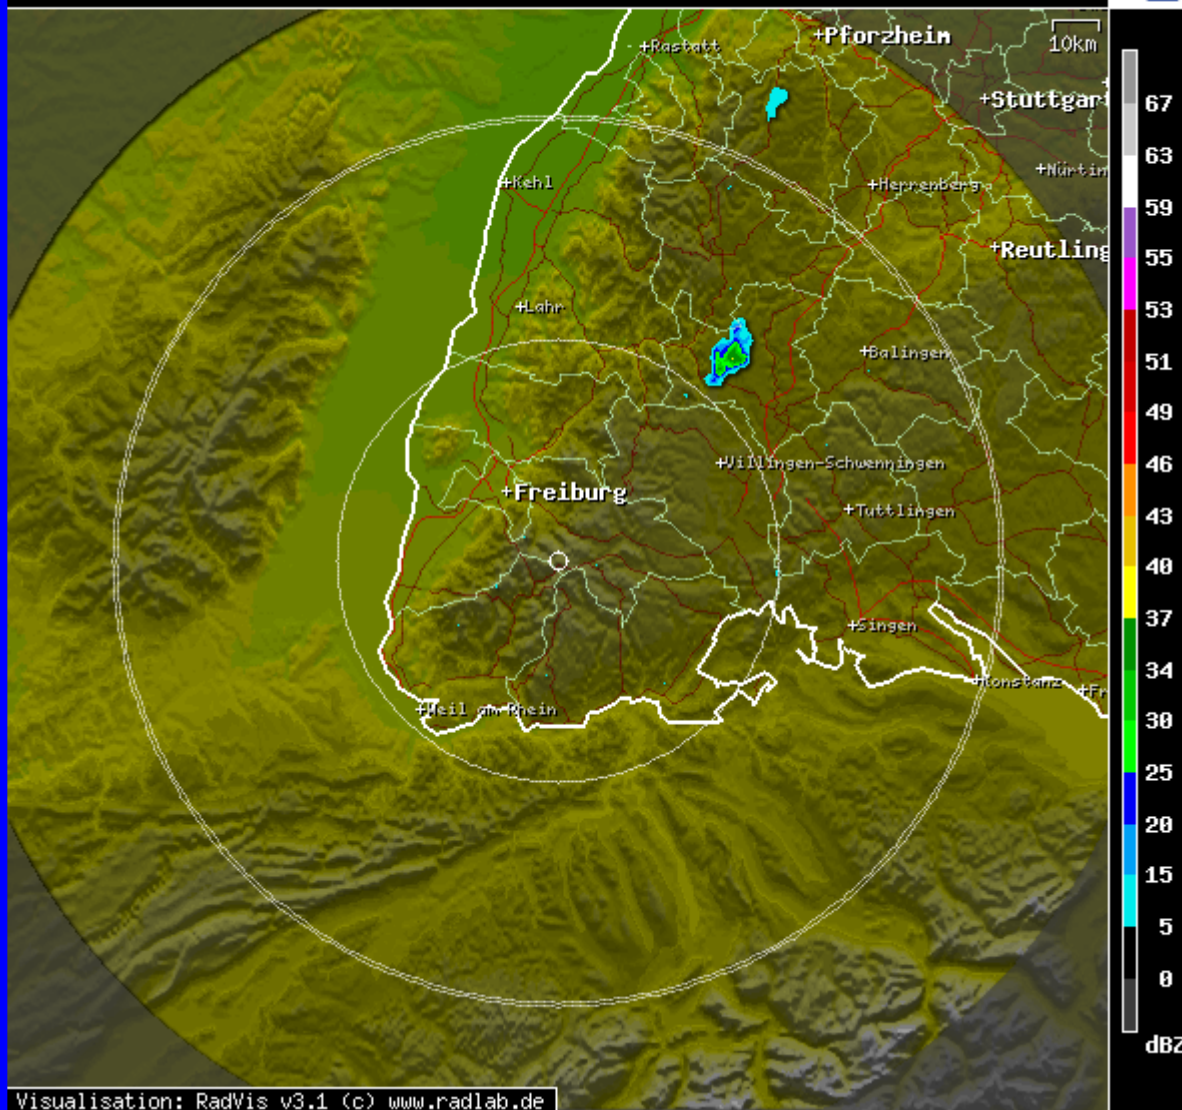 +Pforzheim
+Rastatt
10km
+Stuttgar
+Nürtin
+Kehl
+Herrenberg
+Reutling
+Lahr
+Balingen
+Villingen-Schwenningen
+Freiburg
+Tuttlingen
+Singen
+Konstanz
+Fr
+Weil am Rhein
67
63
59
55
53
51
49
46
43
40
37
34
30
25
20
15
5
0
dBZ
Visualisation: RadVis v3.1 (c) www.radlab.de